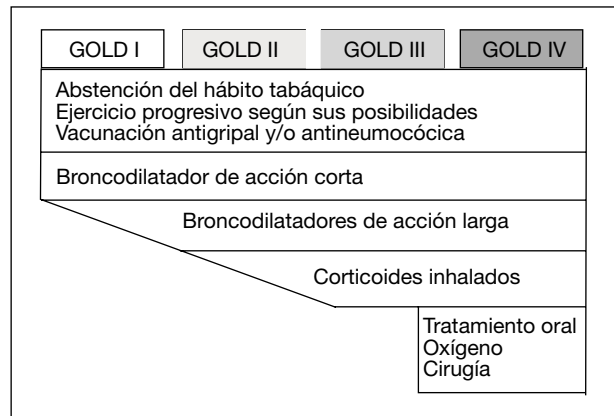 GOLD I GOLD II GOLD III GOLD IV
Abstención del hábito tabáquico
Ejercicio progresivo según sus posibilidades
Vacunación antigripal y/o antineumocócica
Broncodilatador de acción corta
Broncodilatadores de acción larga
Corticoides inhalados
Tratamiento oral
Oxígeno
Cirugía